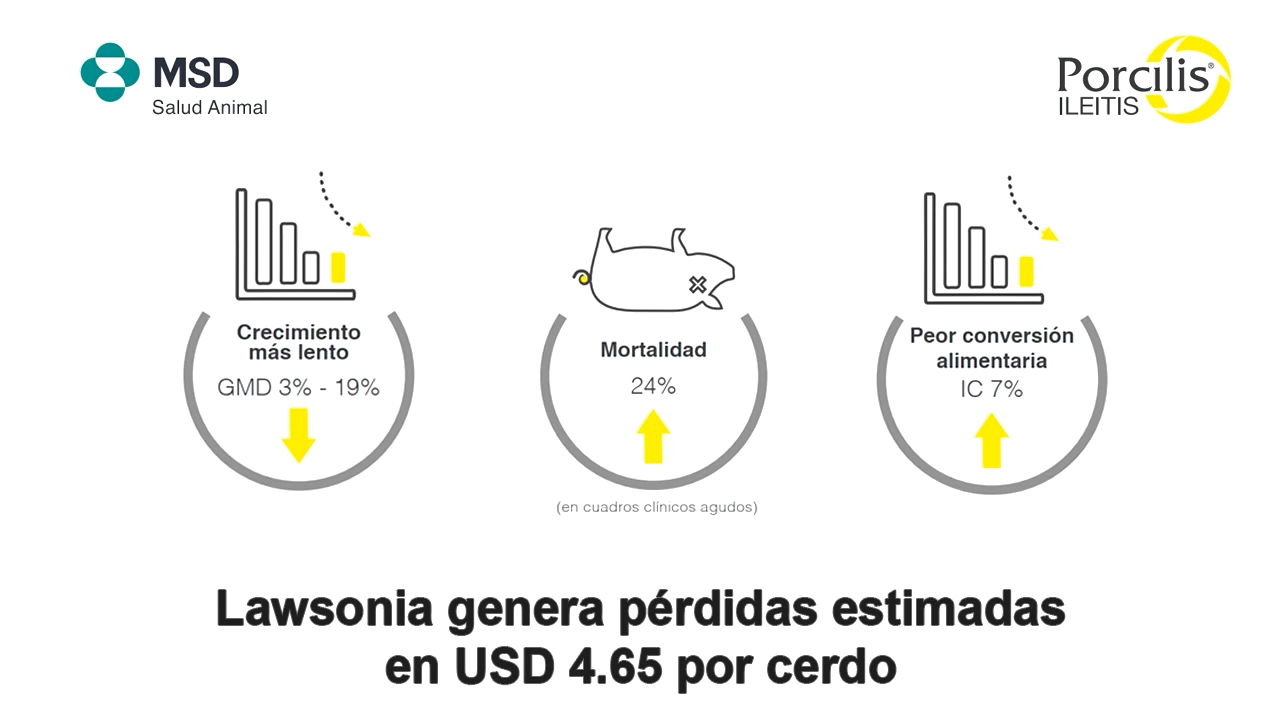 MSD
Salud Animal
Porcilis®
ILEITIS
Crecimiento
más lento
GMD 3% - 19%
Mortalidad
24%
(en cuadros clínicos agudos)
Peor conversión
alimentaria
IC 7%
Lawsonia genera pérdidas estimadas
en USD 4.65 por cerdo